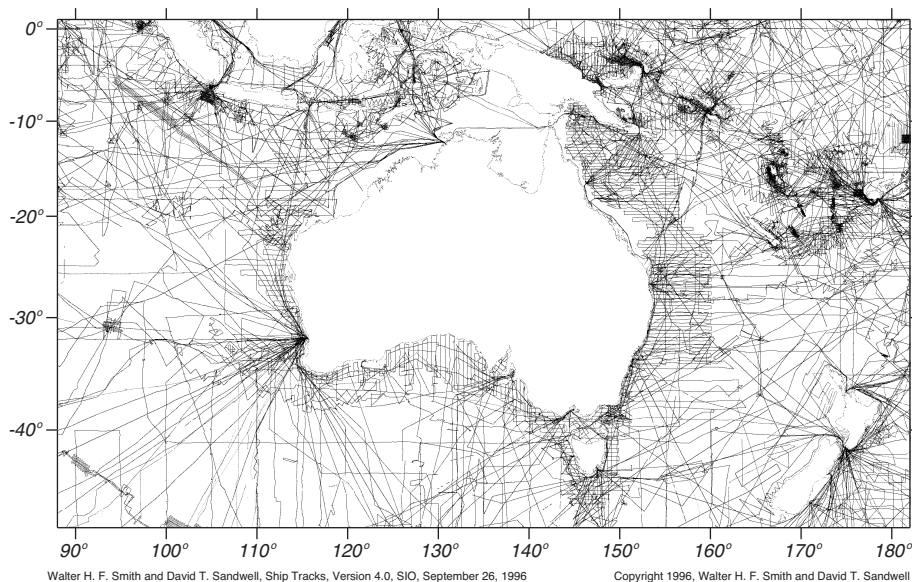 0°
-10°
-20°
-30°
-40°
90° 100° 110° 120° 130° 140° 150° 160° 170° 180°
Walter H. F. Smith and David T. Sandwell, Ship Tracks, Version 4.0, SIO, September 26, 1996 Copyright 1996, Walter H. F. Smith and David T. Sandwell